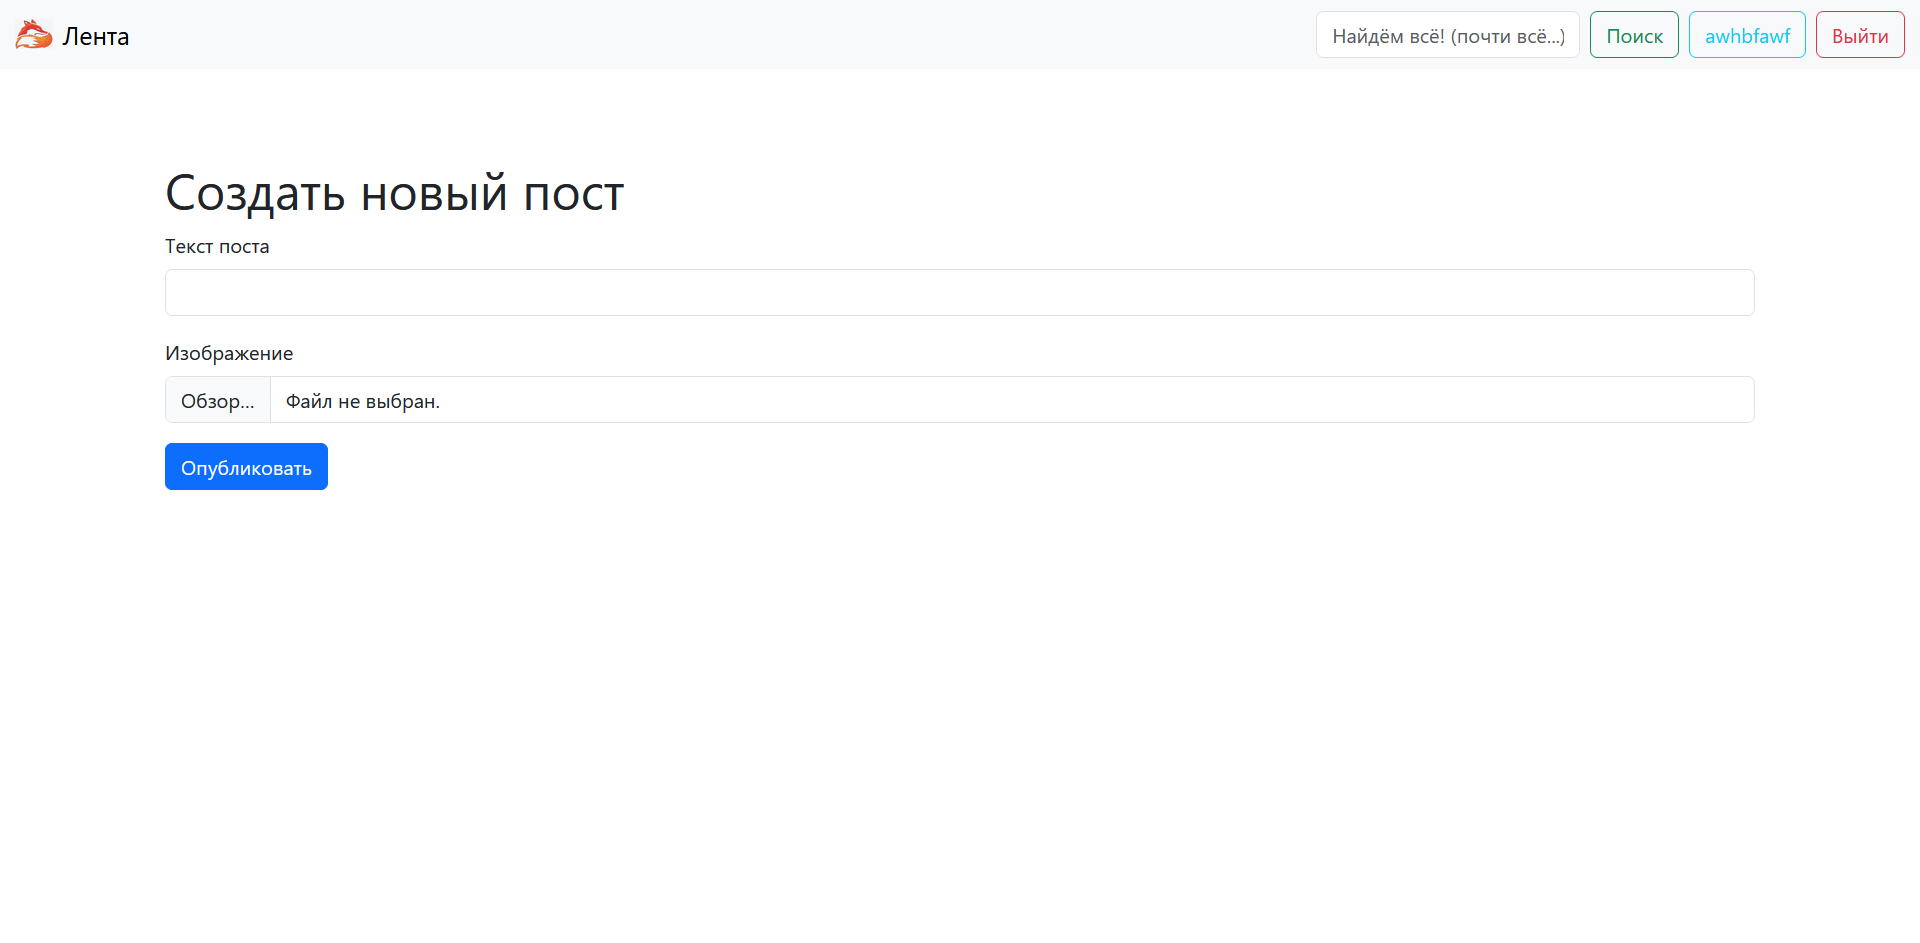 Лента
Найдём всё! (почти всё...)
Поиск
awhbfawf
Выйти
Создать новый пост
Текст поста
Изображение
Обзор... Файл не выбран.
Опубликовать